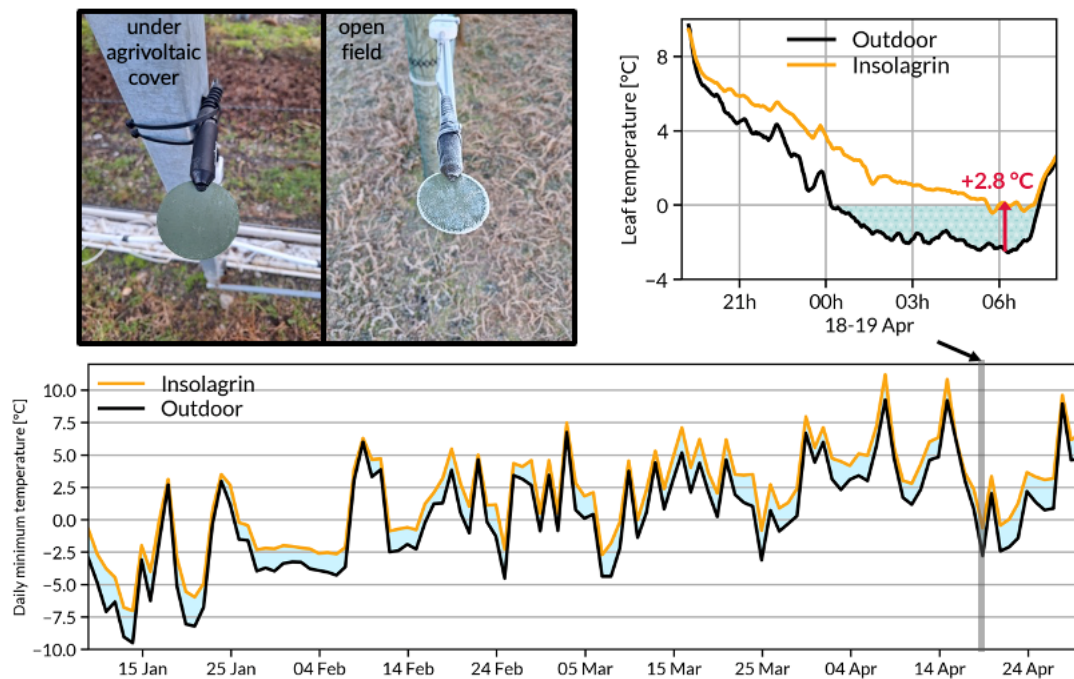 under
agrivoltaic
cover
open
field
Leaf temperature [°C]
8
4
0
−4
Outdoor
Insolagrin
+2.8 °C
21h
00h
03h
06h
18-19 Apr
Daily minimum temperature [°C]
10.0
7.5
5.0
2.5
0.0
−2.5
−5.0
−7.5
−10.0
Insolagrin
Outdoor
15 Jan
25 Jan
04 Feb
14 Feb
24 Feb
05 Mar
15 Mar
25 Mar
04 Apr
14 Apr
24 Apr